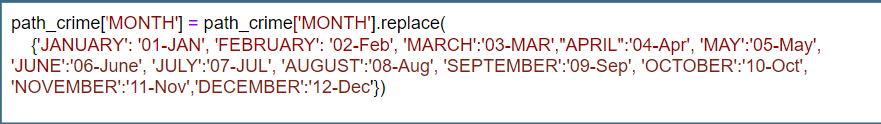 path_crime['MONTH'] = path_crime['MONTH'].replace(
{'JANUARY': '01-JAN', 'FEBRUARY': '02-Feb', 'MARCH':'03-MAR',"APRIL":'04-Apr', 'MAY':'05-May',
'JUNE':'06-June', 'JULY':'07-JUL', 'AUGUST':'08-Aug', 'SEPTEMBER':'09-Sep', 'OCTOBER':'10-Oct',
'NOVEMBER':'11-Nov','DECEMBER':'12-Dec'})